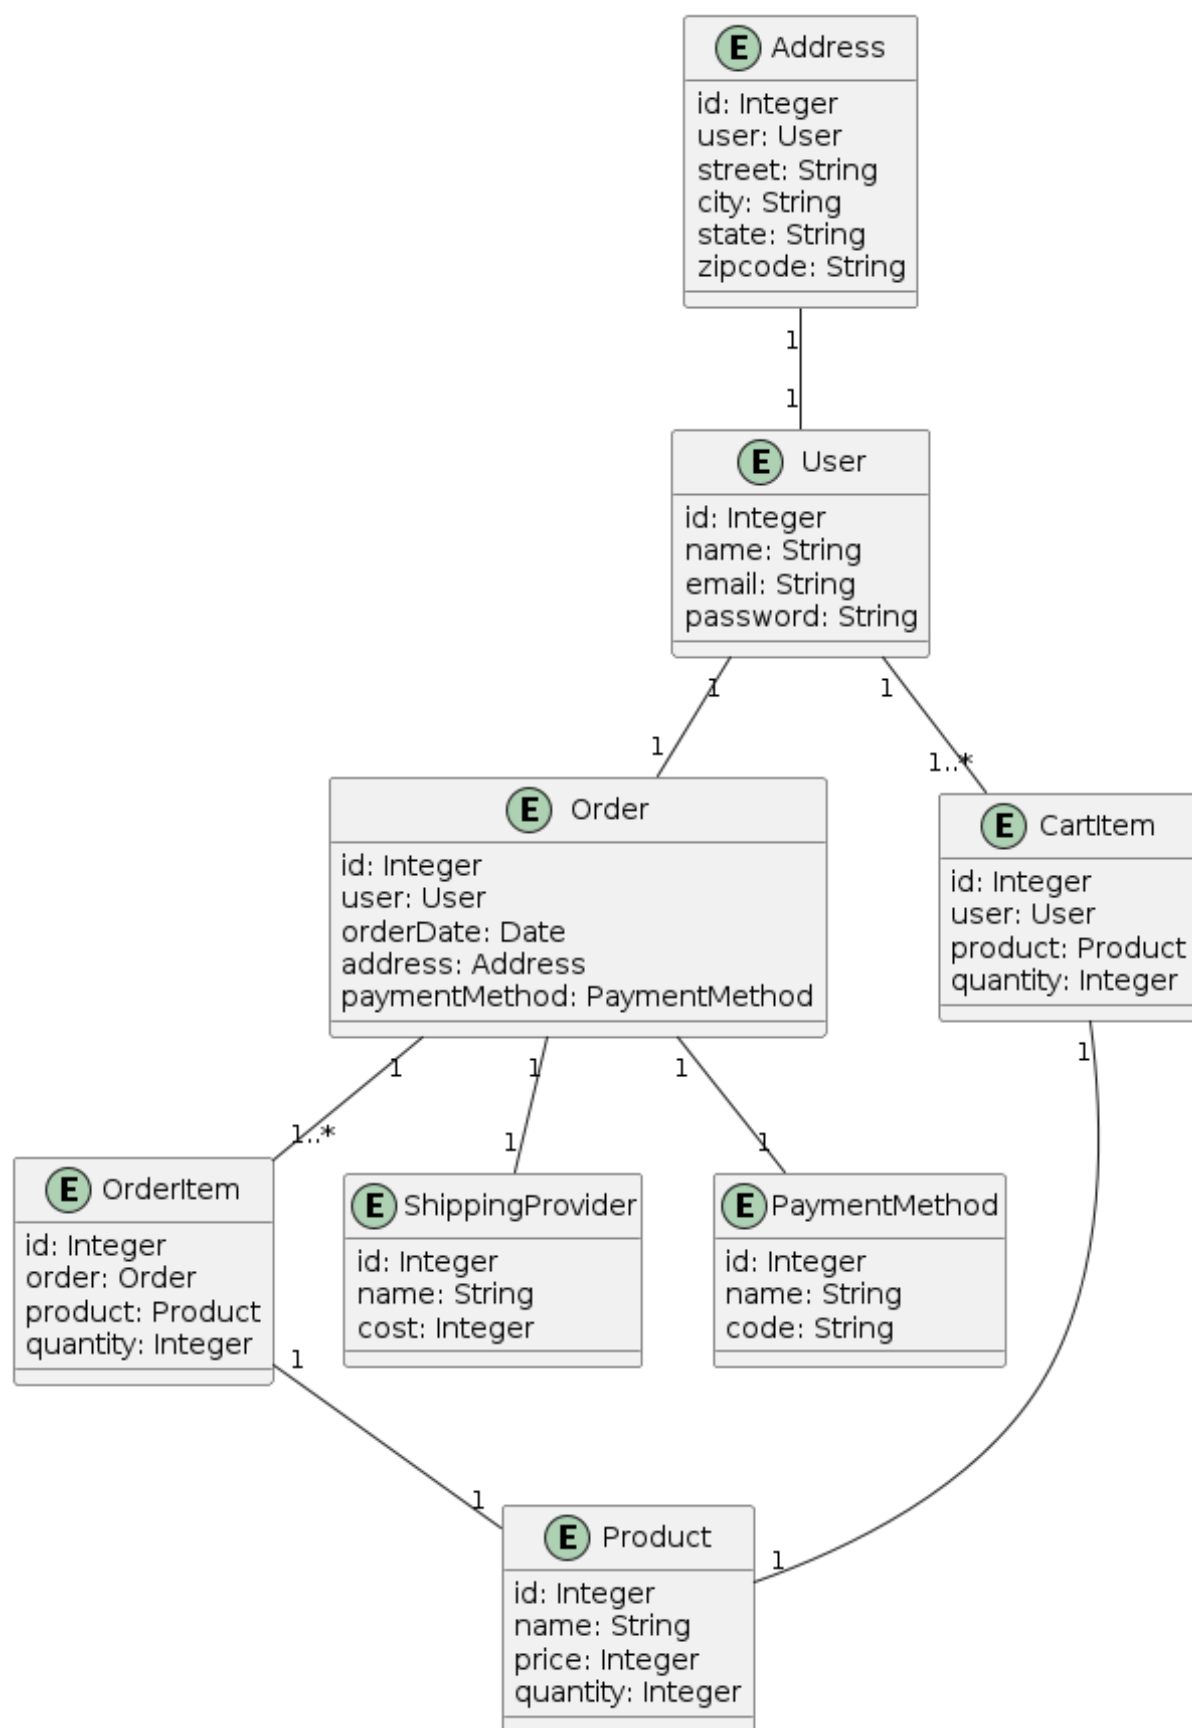 E Address
id: Integer
user: User
street: String
city: String
state: String
zipcode: String
1
1
E User
id: Integer
name: String
email: String
password: String
1
1
1
1..*
E Order
id: Integer
user: User
orderDate: Date
address: Address
paymentMethod: PaymentMethod
E CartItem
id: Integer
user: User
product: Product
quantity: Integer
1
1
1
1
1..*
1
1
E OrderItem
id: Integer
order: Order
product: Product
quantity: Integer
E ShippingProvider
id: Integer
name: String
cost: Integer
E PaymentMethod
id: Integer
name: String
code: String
1
1
1
E Product
id: Integer
name: String
price: Integer
quantity: Integer